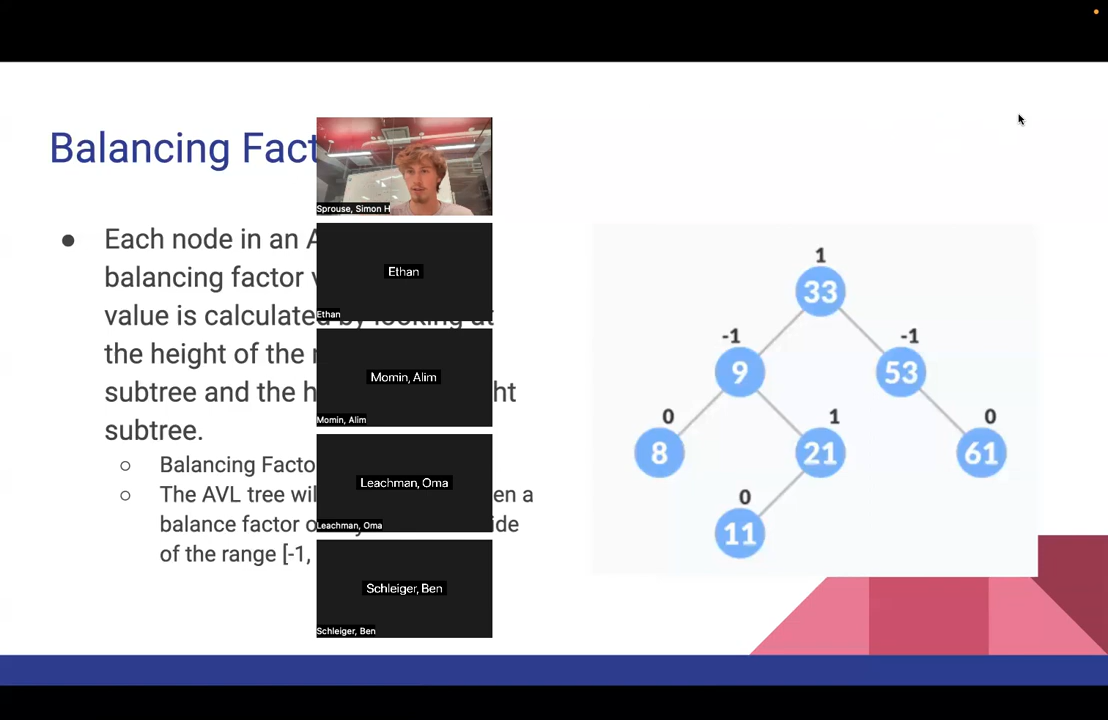 Balancing Fact
Each node in an A
balancing factor v
value is calculated by looking at
the height of the
subtree and the h ht
subtree.
Balancing Facto
The AVL tree wil en a
balance factor o ide
of the range [-1,
Sprouse, Simon H
Ethan
Ethan
Momin, Alim
Momin, Alim
Leachman, Oma
Leachman, Oma
Schleiger, Ben
Schleiger, Ben
1
33
-1 -1
9 53
0 1 0
8 21 61
0
11